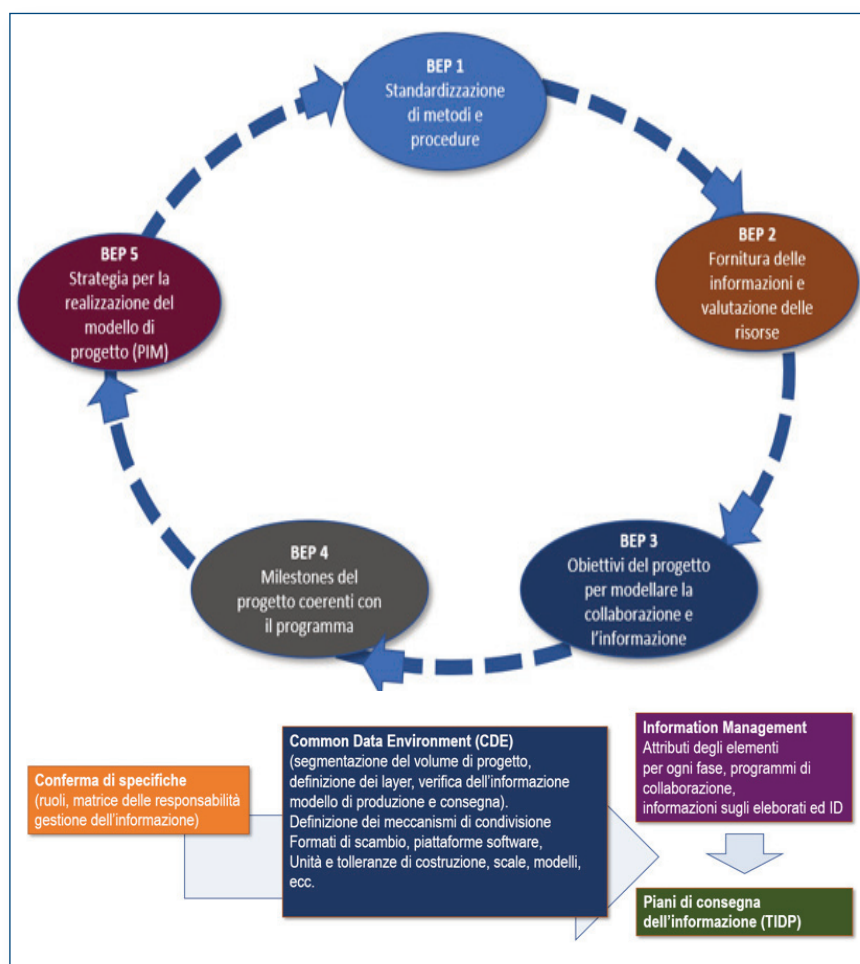 BEP 1
Standardizzazione
di metodi e
procedure
BEP 2
Fornitura delle
informazioni e
valutazione delle
risorse
BEP 3
Obiettivi del progetto
per modellare la
collaborazione e
l'informazione
BEP 4
Milestones del
progetto coerenti con
il programma
BEP 5
Strategia per la
realizzazione del
modello di
progetto (PIM)
Conferma di specifiche
(ruoli, matrice delle responsabilità
gestione dell'informazione)
Common Data Environment (CDE)
(segmentazione del volume di progetto,
definizione dei layer, verifica dell'informazione
modello di produzione e consegna).
Definizione dei meccanismi di condivisione
Formati di scambio, piattaforme software,
Unità e tolleranze di costruzione, scale, modelli,
ecc.
Information Management
Attributi degli elementi
per ogni fase, programmi di
collaborazione,
informazioni sugli eleborati ed ID
Piani di consegna
dell'informazione (TIDP)